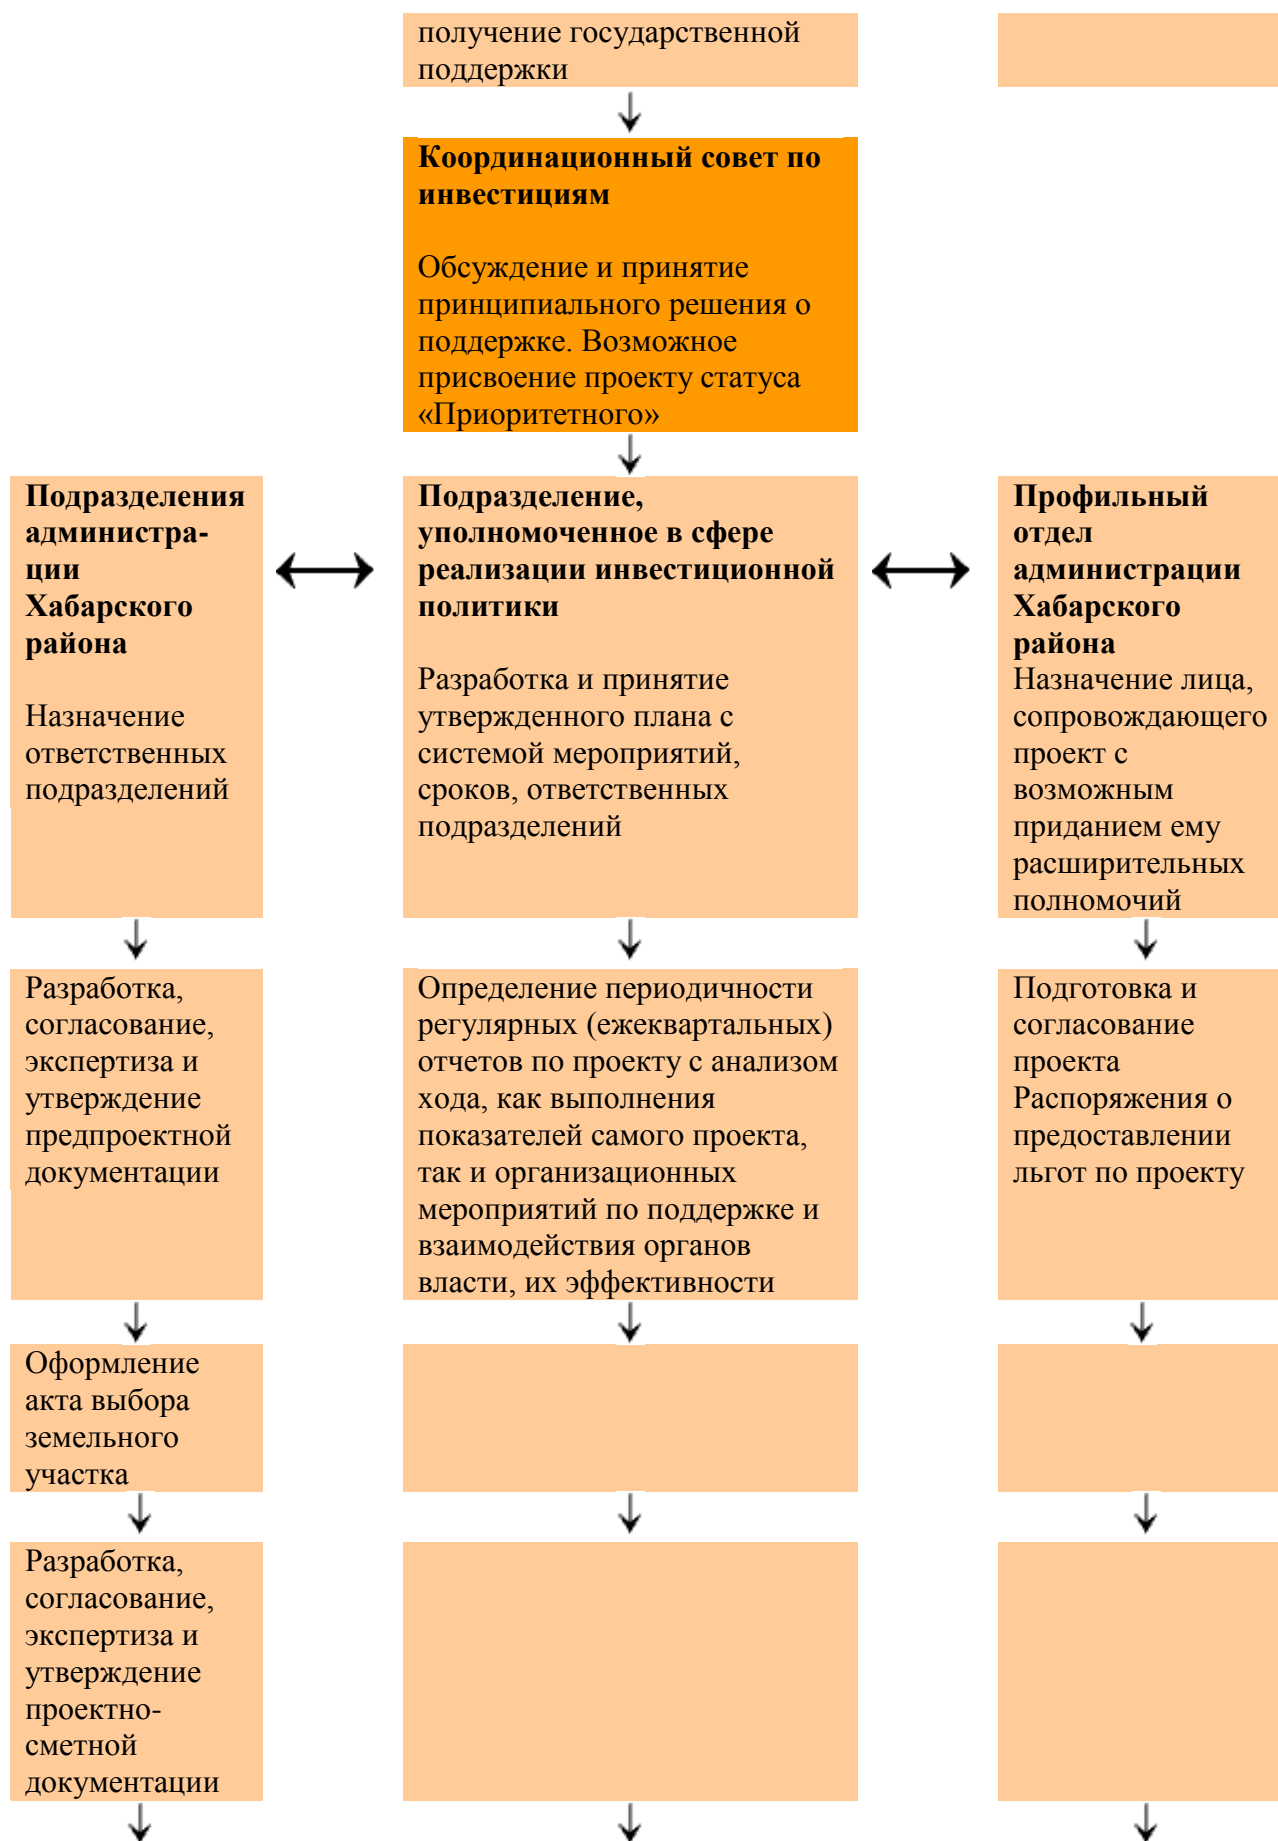 получение государственной
поддержки
Координационный совет по
инвестициям
Обсуждение и принятие
принципиального решения о
поддержке. Возможное
присвоение проекту статуса
«Приоритетного»
Подразделения
администра-
ции
Хабарского
района
Назначение
ответственных
подразделений
Подразделение,
уполномоченное в сфере
реализации инвестиционной
политики
Разработка и принятие
утвержденного плана с
системой мероприятий,
сроков, ответственных
подразделений
Профильный
отдел
администрации
Хабарского
района
Назначение лица,
сопровождающего
проект с
возможным
приданием ему
расширительных
полномочий
Разработка,
согласование,
экспертиза и
утверждение
предпроектной
документации
Определение периодичности
регулярных (ежеквартальных)
отчетов по проекту с анализом
хода, как выполнения
показателей самого проекта,
так и организационных
мероприятий по поддержке и
взаимодействия органов
власти, их эффективности
Подготовка и
согласование
проекта
Распоряжения о
предоставлении
льгот по проекту
Оформление
акта выбора
земельного
участка
Разработка,
согласование,
экспертиза и
утверждение
проектно-
сметной
документации